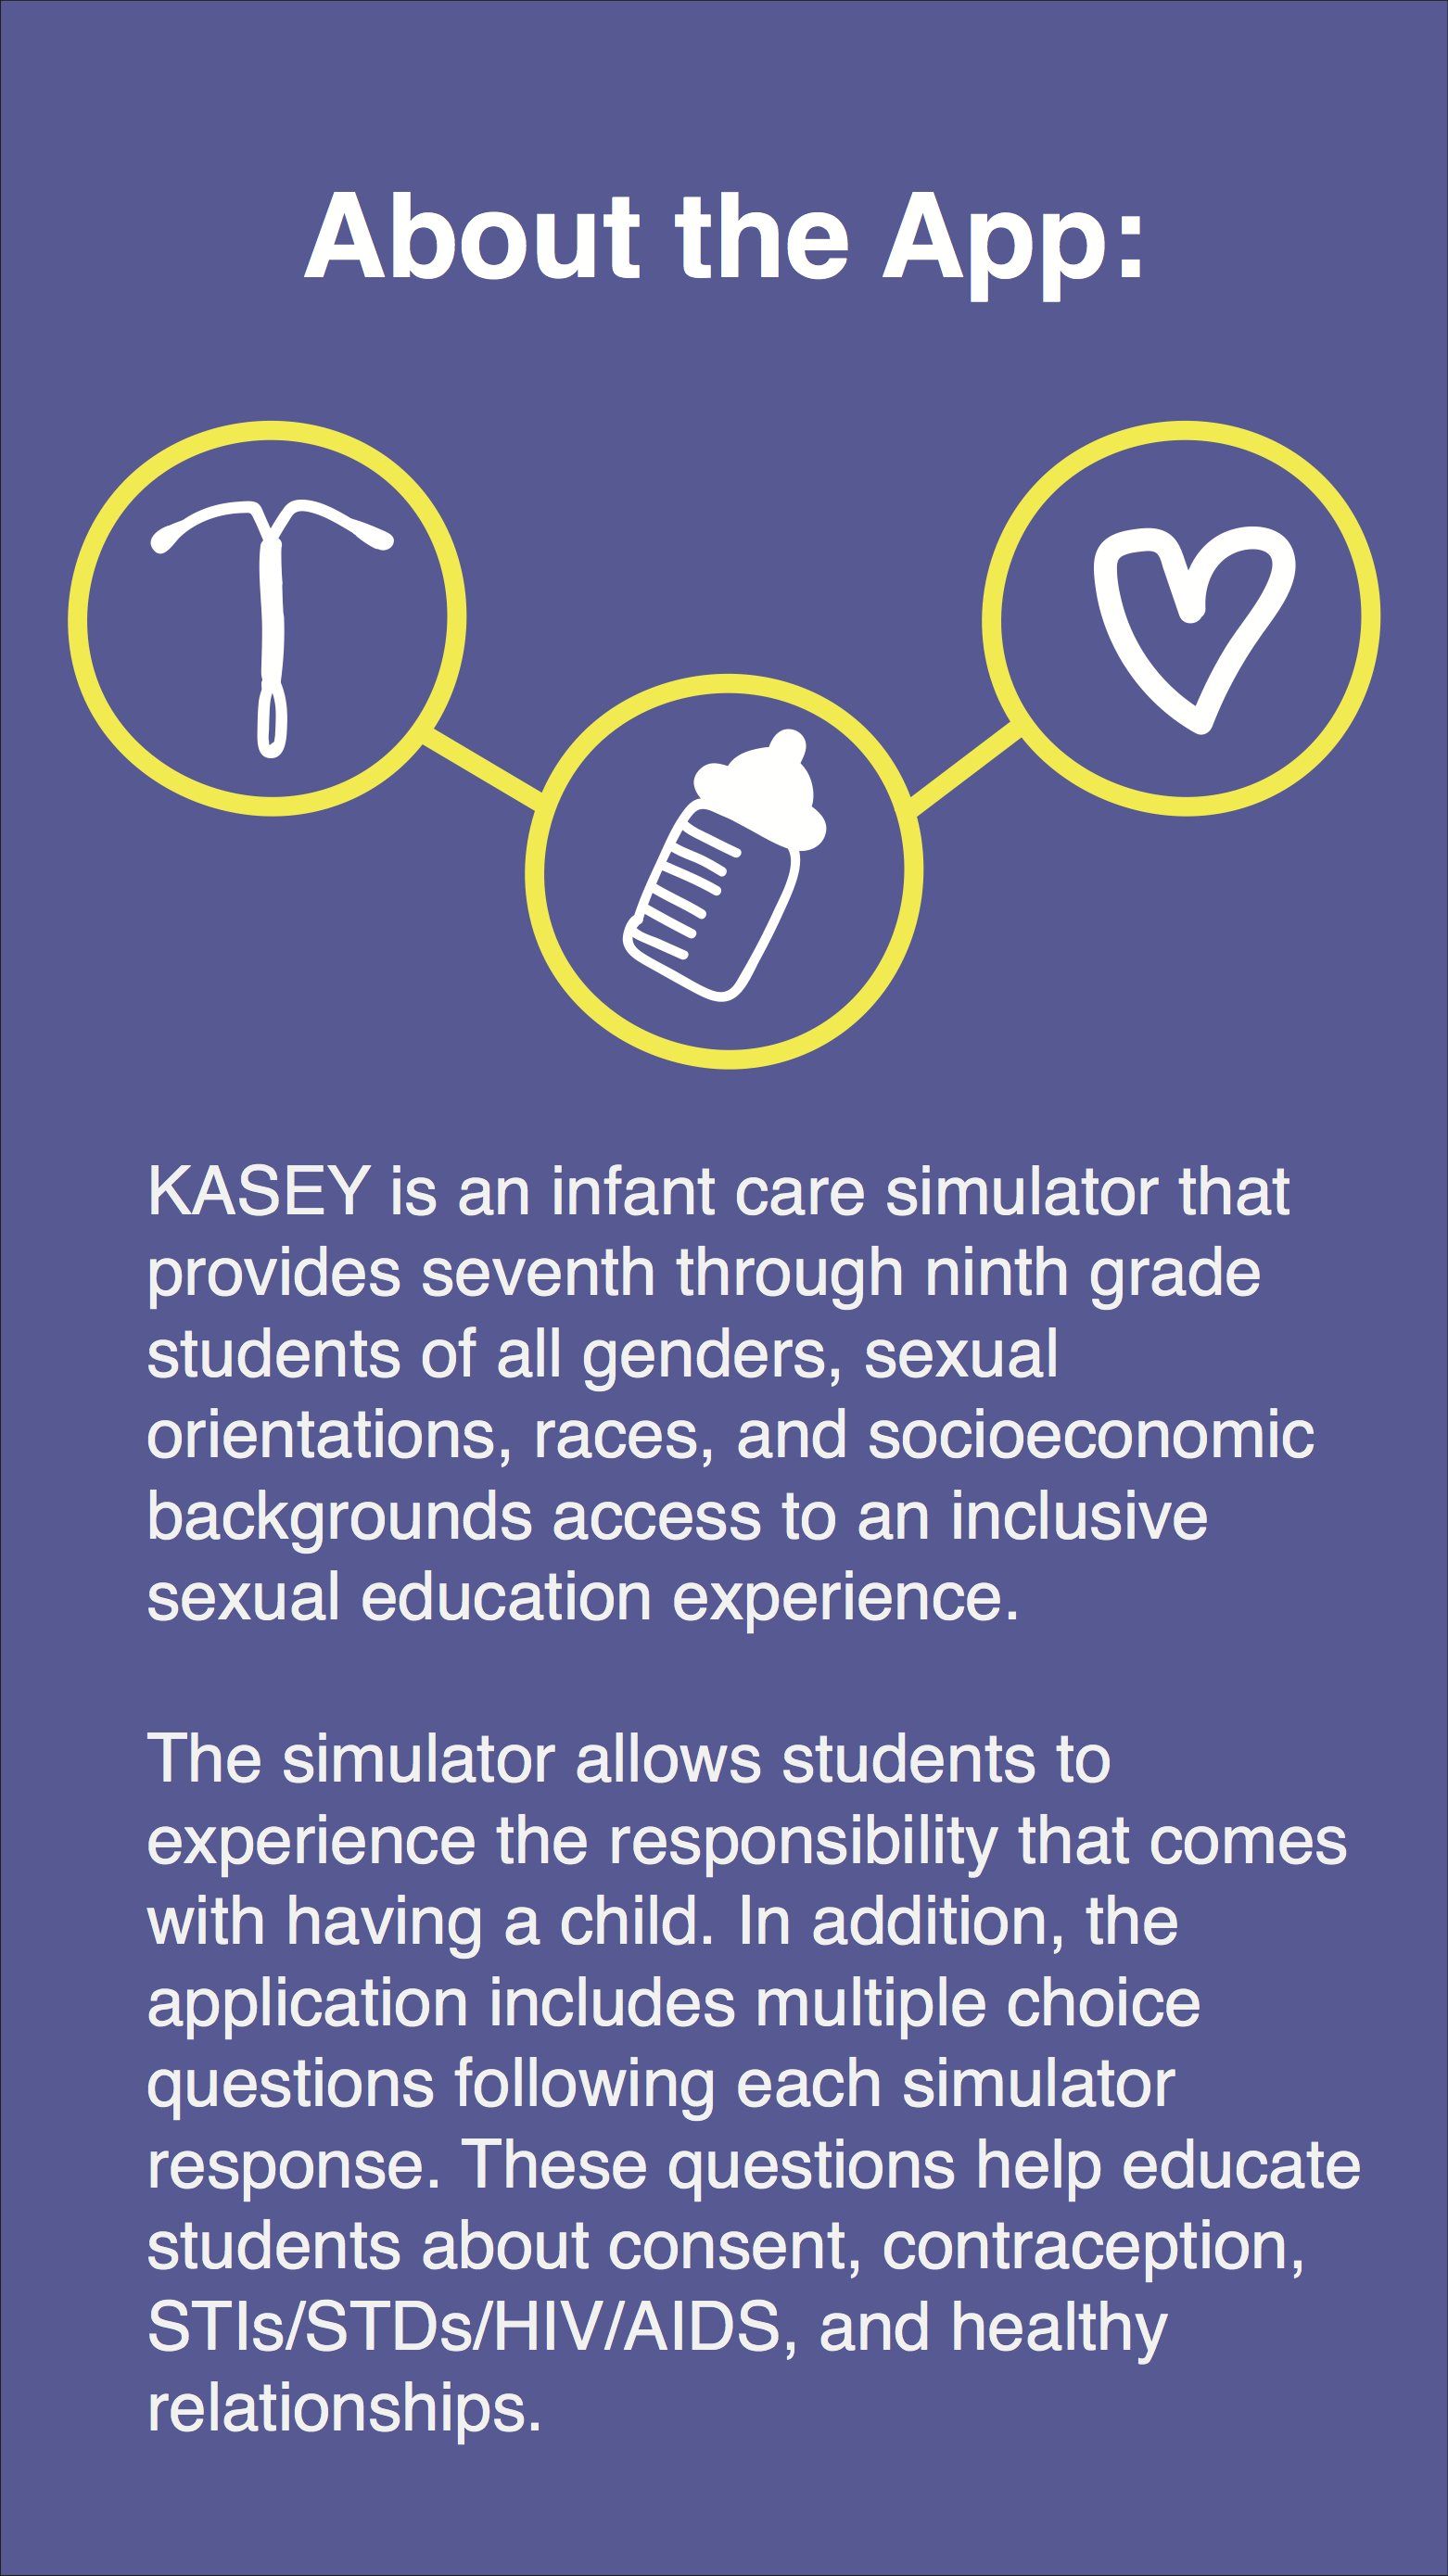 About the App:
KASEY is an infant care simulator that
provides seventh through ninth grade
students of all genders, sexual
orientations, races, and socioeconomic
backgrounds access to an inclusive
sexual education experience.
The simulator allows students to
experience the responsibility that comes
with having a child. In addition, the
application includes multiple choice
questions following each simulator
response. These questions help educate
students about consent, contraception,
STIs/STDs/HIV/AIDS, and healthy
relationships.